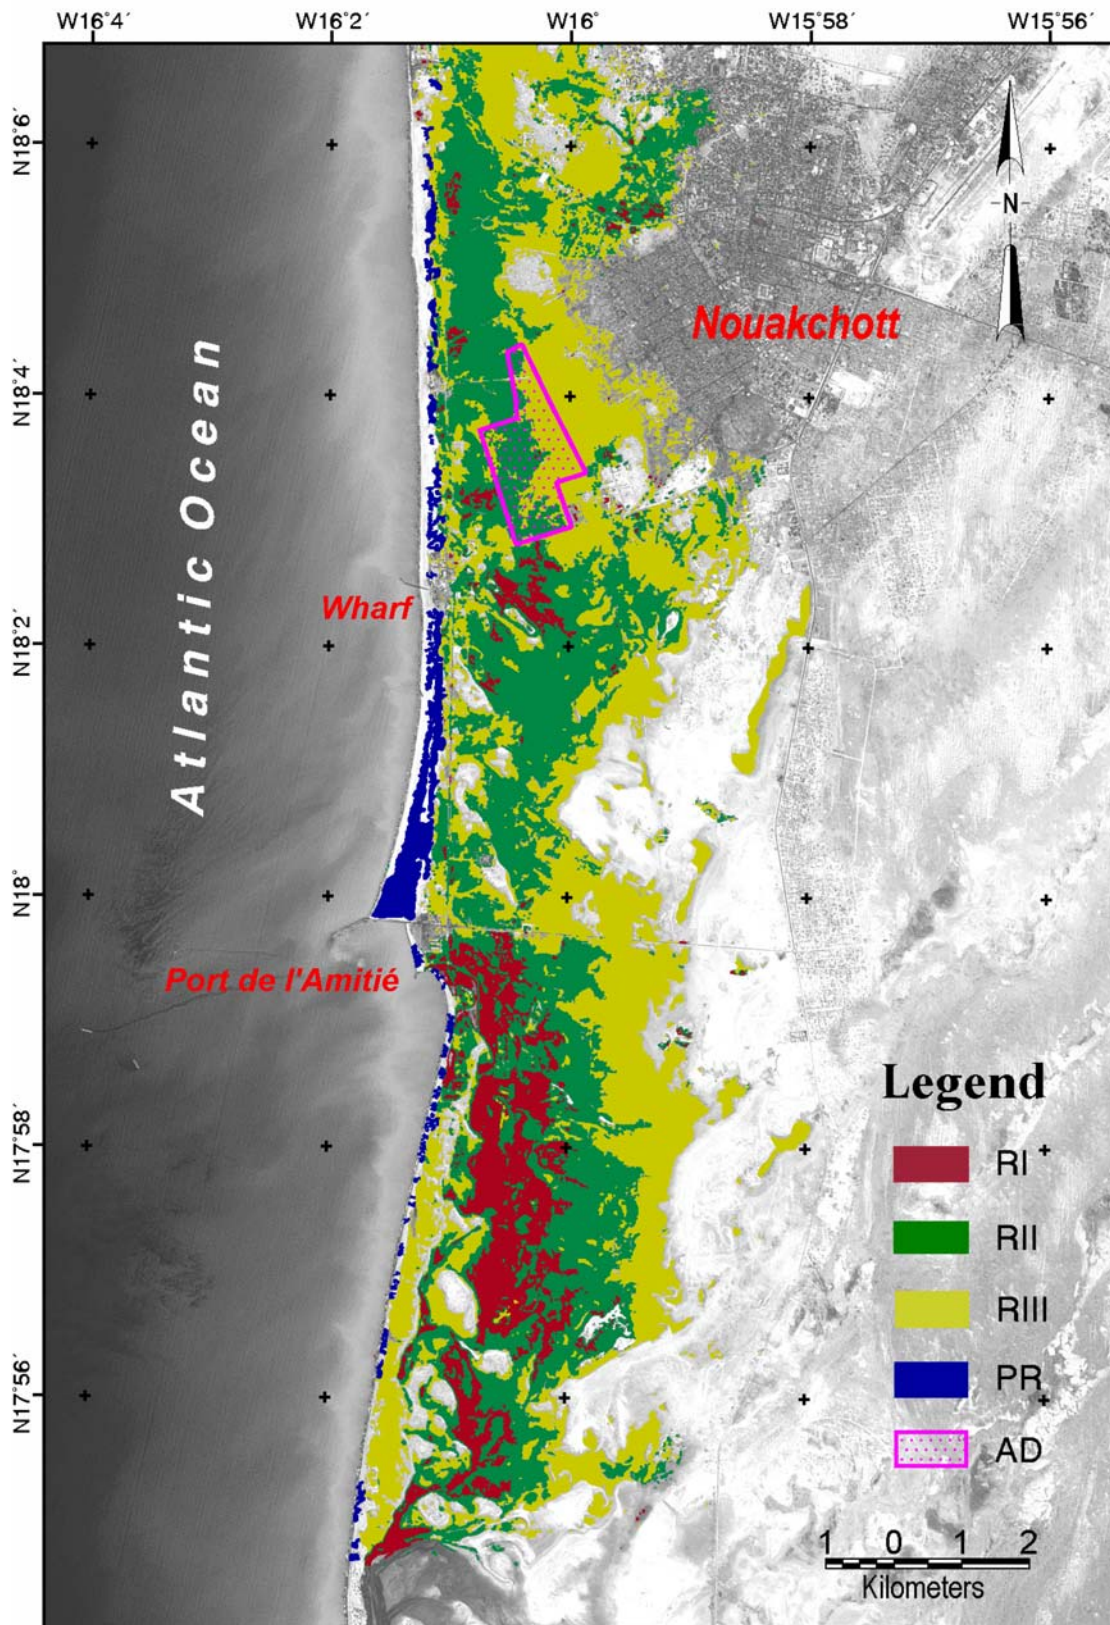 W16°4´ W16°2´ W16° W15°58´ W15°56´
N18°6´
N
Nouakchott
N18°4´
Atlantic Ocean
Wharf
N18°2´
N18°
Port de l'Amitié
N17°58´
Legend
RI
RII
RIII
PR
AD
N17°56´
1 0 1 2
Kilometers